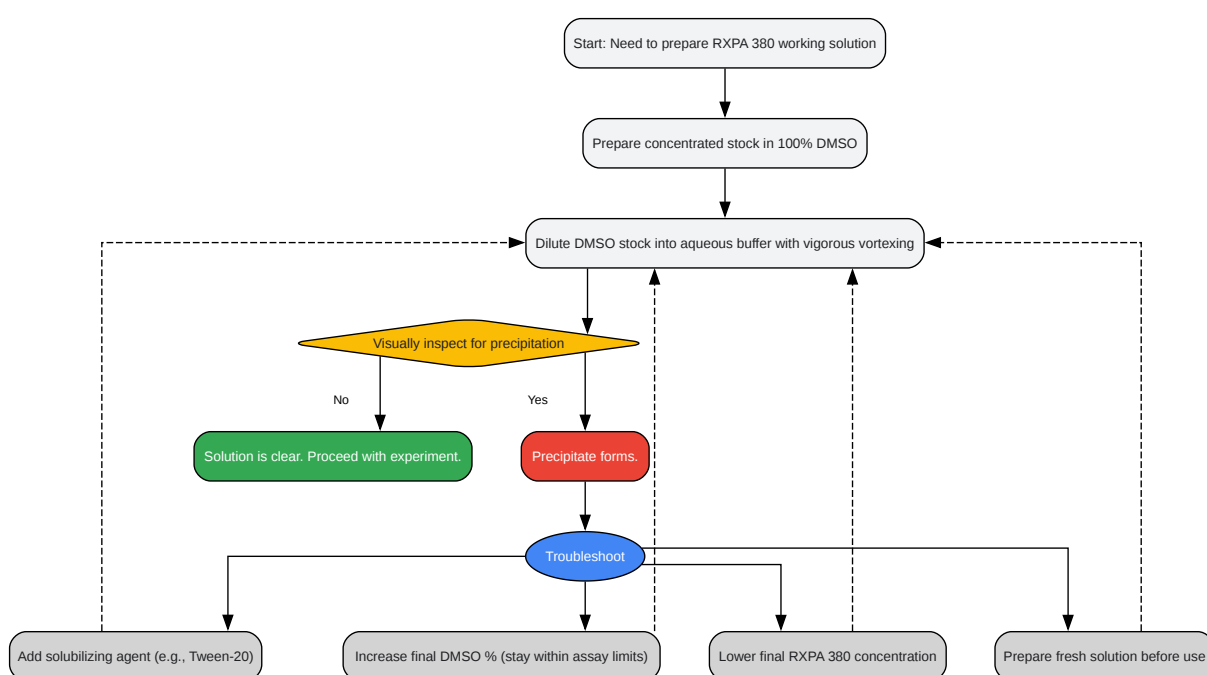 Start: Need to prepare RXPA 380 working solution
Prepare concentrated stock in 100% DMSO
Dilute DMSO stock into aqueous buffer with vigorous vortexing
Visually inspect for precipitation
No
Yes
Solution is clear. Proceed with experiment.
Precipitate forms.
Troubleshoot
Add solubilizing agent (e.g., Tween-20)
Increase final DMSO % (stay within assay limits)
Lower final RXPA 380 concentration
Prepare fresh solution before use